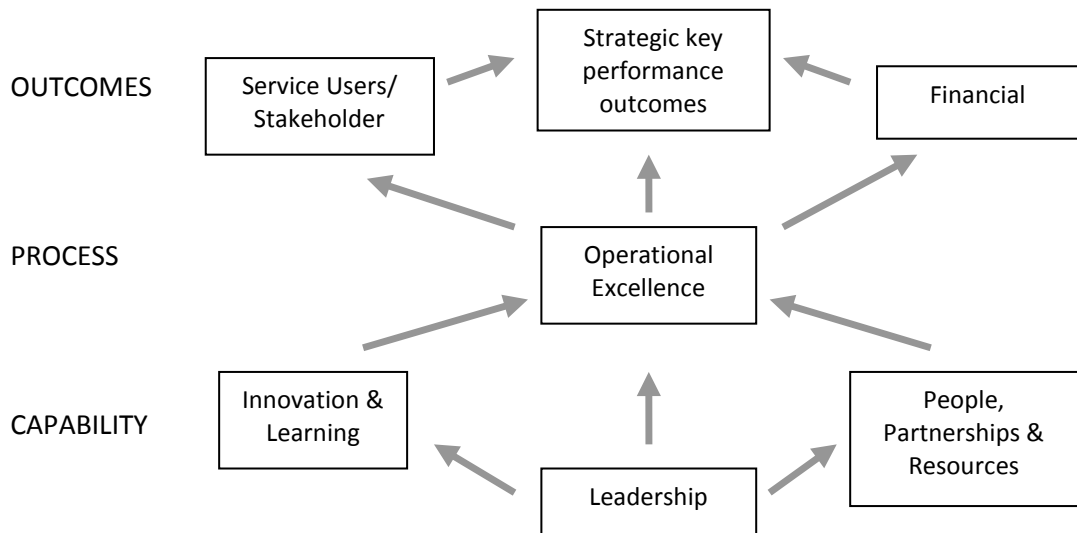 OUTCOMES
Service Users/
Stakeholder
Strategic key
performance
outcomes
Financial
PROCESS
Operational
Excellence
CAPABILITY
Innovation &
Learning
Leadership
People,
Partnerships &
Resources